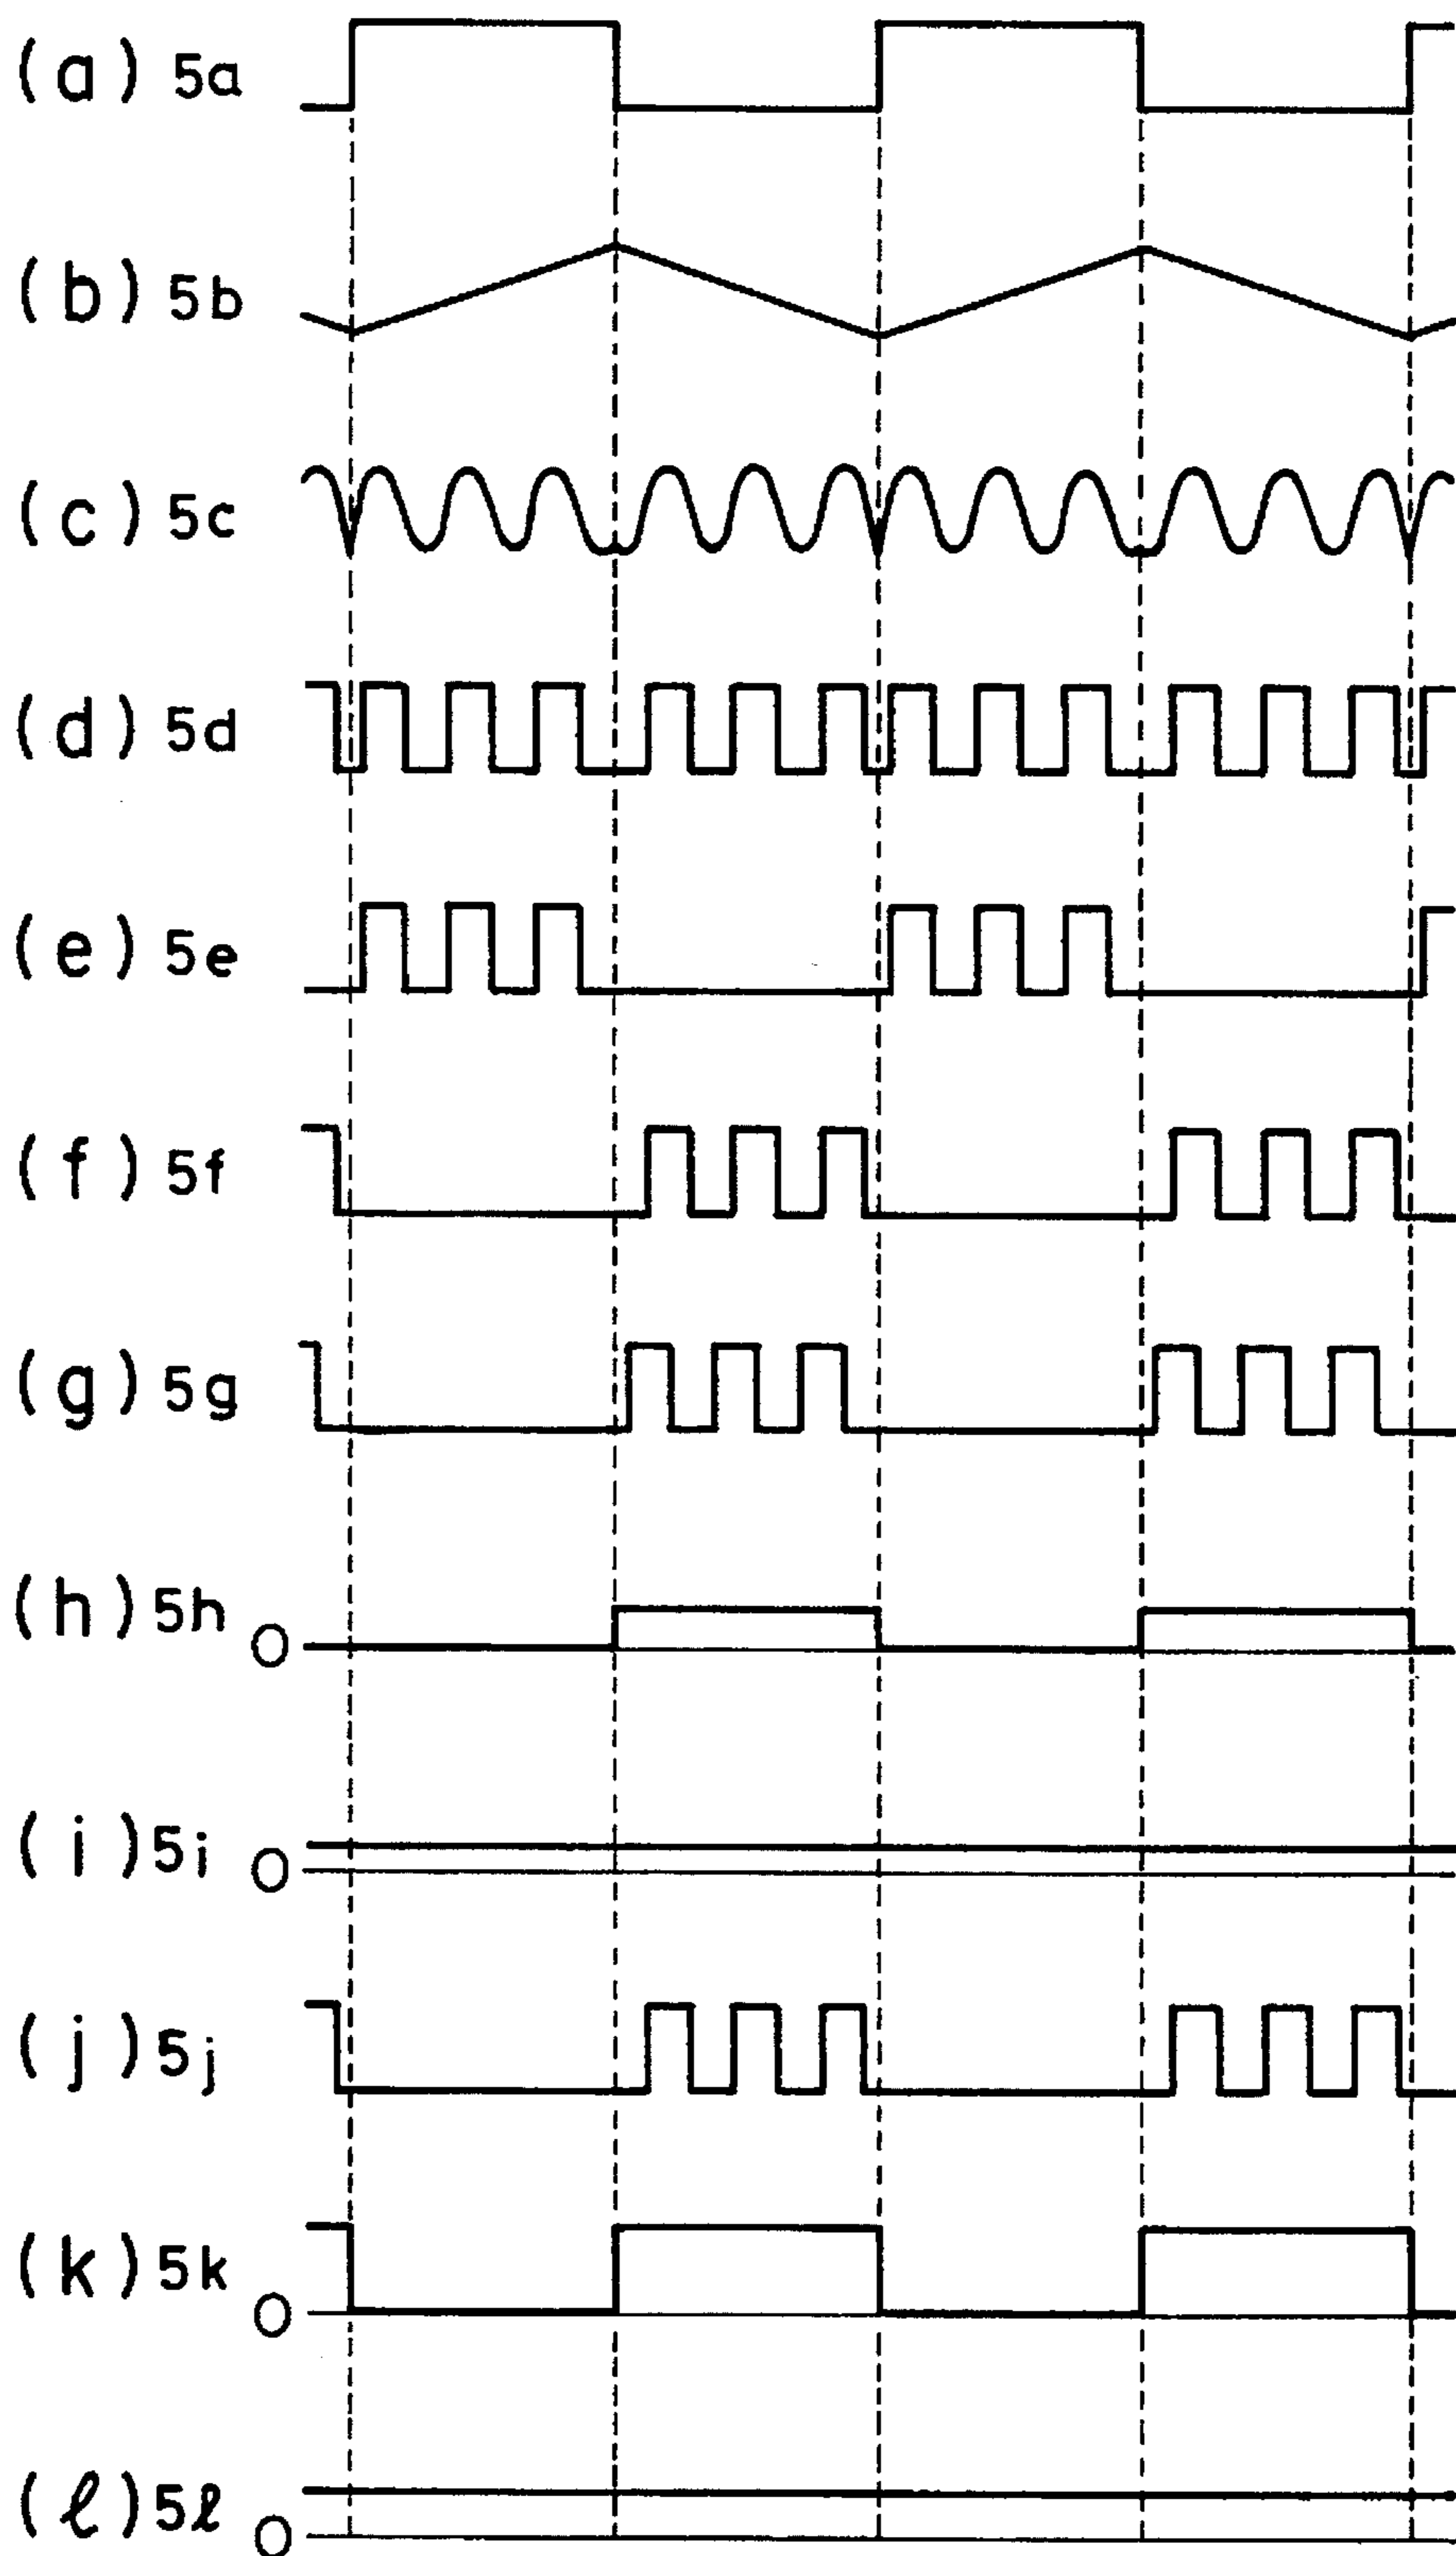 (a) 5a
(b) 5b
(c) 5c
(d) 5d
(e) 5e
(f) 5f
(g) 5g
(h) 5h
O
(i) 5i
O
(j) 5j
(k) 5k
O
(ℓ) 5ℓ
O